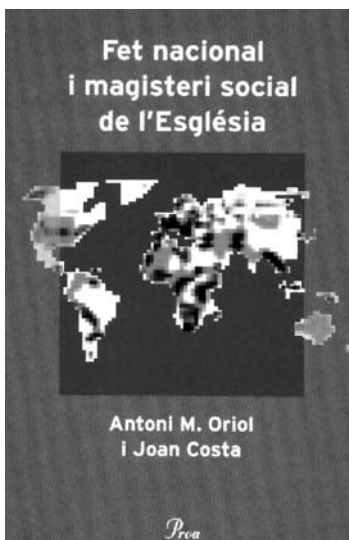 Fet nacional
i magisteri social
de l'Església
Antoni M. Oriol
i Joan Costa
Proa